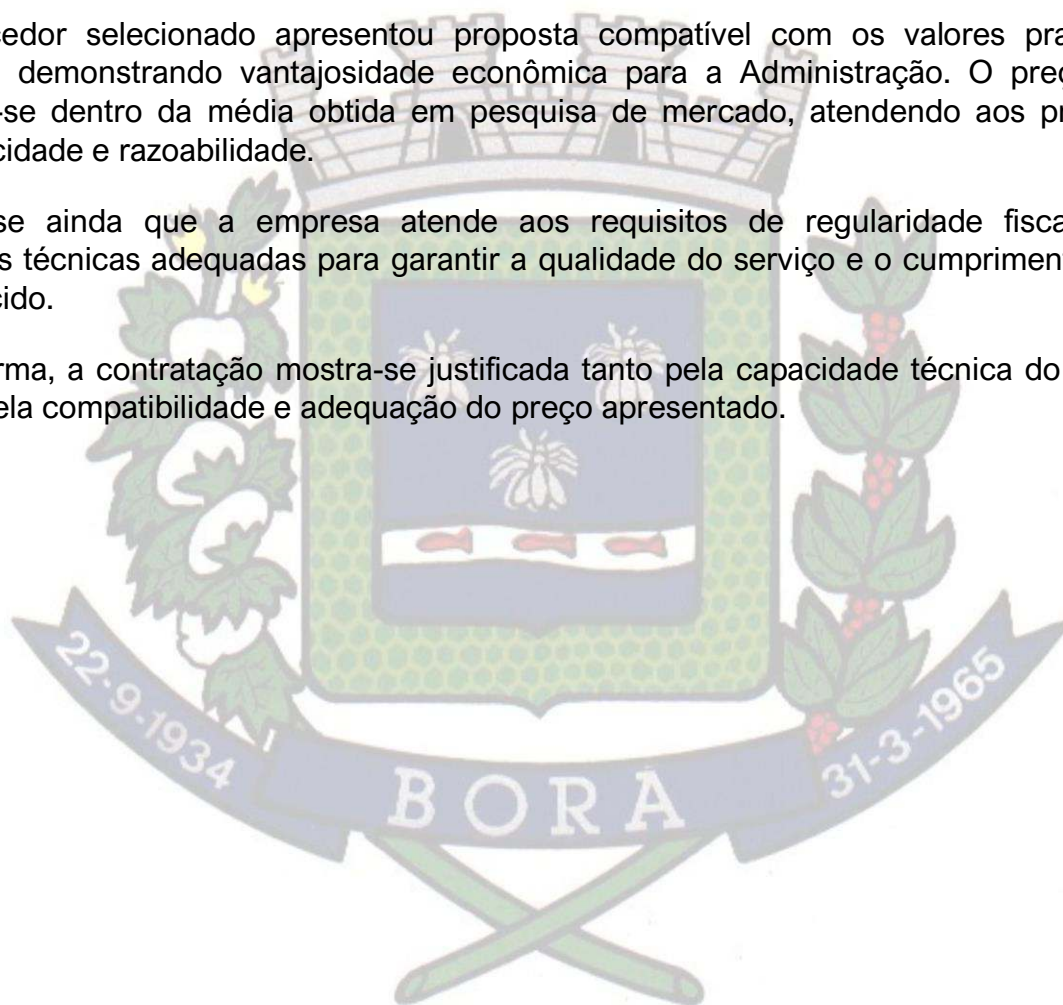 cedor selecionado apresentou proposta compatível com os valores pra
demonstrando vantajosidade econômica para a Administração. O preç
-se dentro da média obtida em pesquisa de mercado, atendendo aos pr
cidade e razoabilidade.
se ainda que a empresa atende aos requisitos de regularidade fisca
s técnicas adequadas para garantir a qualidade do serviço e o cumprimen
cido.
rma, a contratação mostra-se justificada tanto pela capacidade técnica do
ela compatibilidade e adequação do preço apresentado.
22-9-1934
BORÁ
31-3-1965